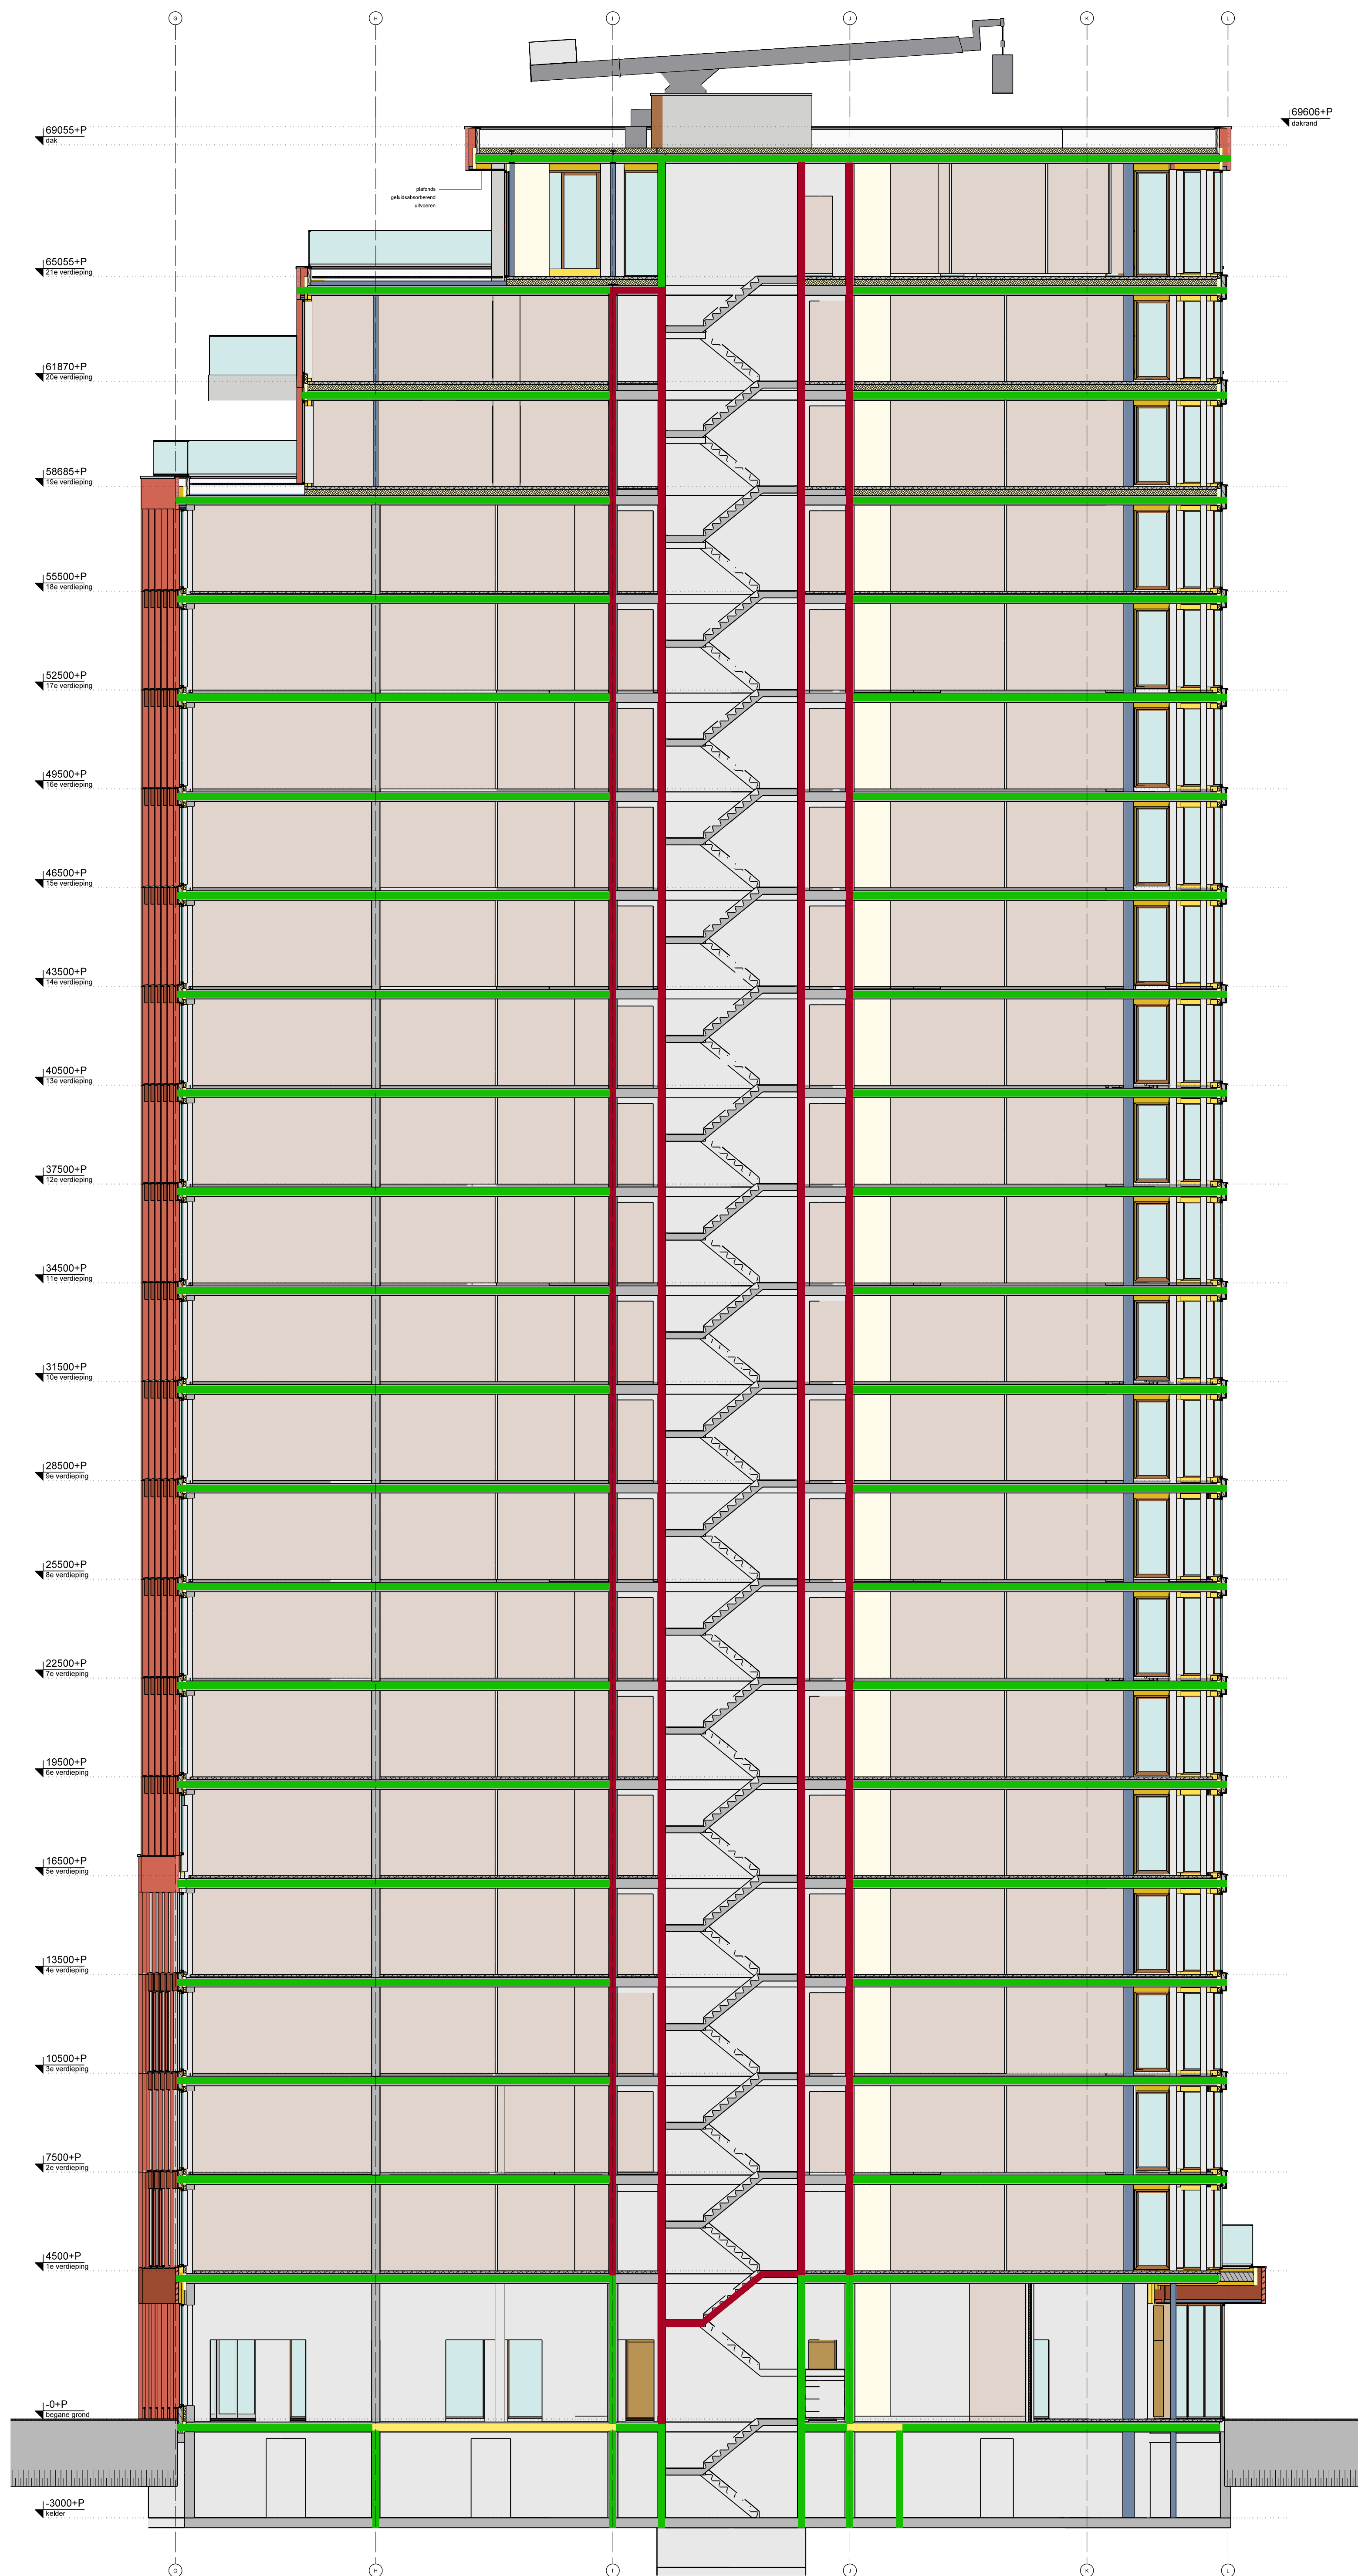 G H I J K L
69055+P
dak
69606+P
dakrand
plafonds
geluidsabsorberend
uitvoeren
65055+P
21e verdieping
61870+P
20e verdieping
58685+P
19e verdieping
55500+P
18e verdieping
52500+P
17e verdieping
49500+P
16e verdieping
46500+P
15e verdieping
43500+P
14e verdieping
40500+P
13e verdieping
37500+P
12e verdieping
34500+P
11e verdieping
31500+P
10e verdieping
28500+P
9e verdieping
25500+P
8e verdieping
22500+P
7e verdieping
19500+P
6e verdieping
16500+P
5e verdieping
13500+P
4e verdieping
10500+P
3e verdieping
7500+P
2e verdieping
4500+P
1e verdieping
-0+P
begane grond
-3000+P
kelder
G H I J K L